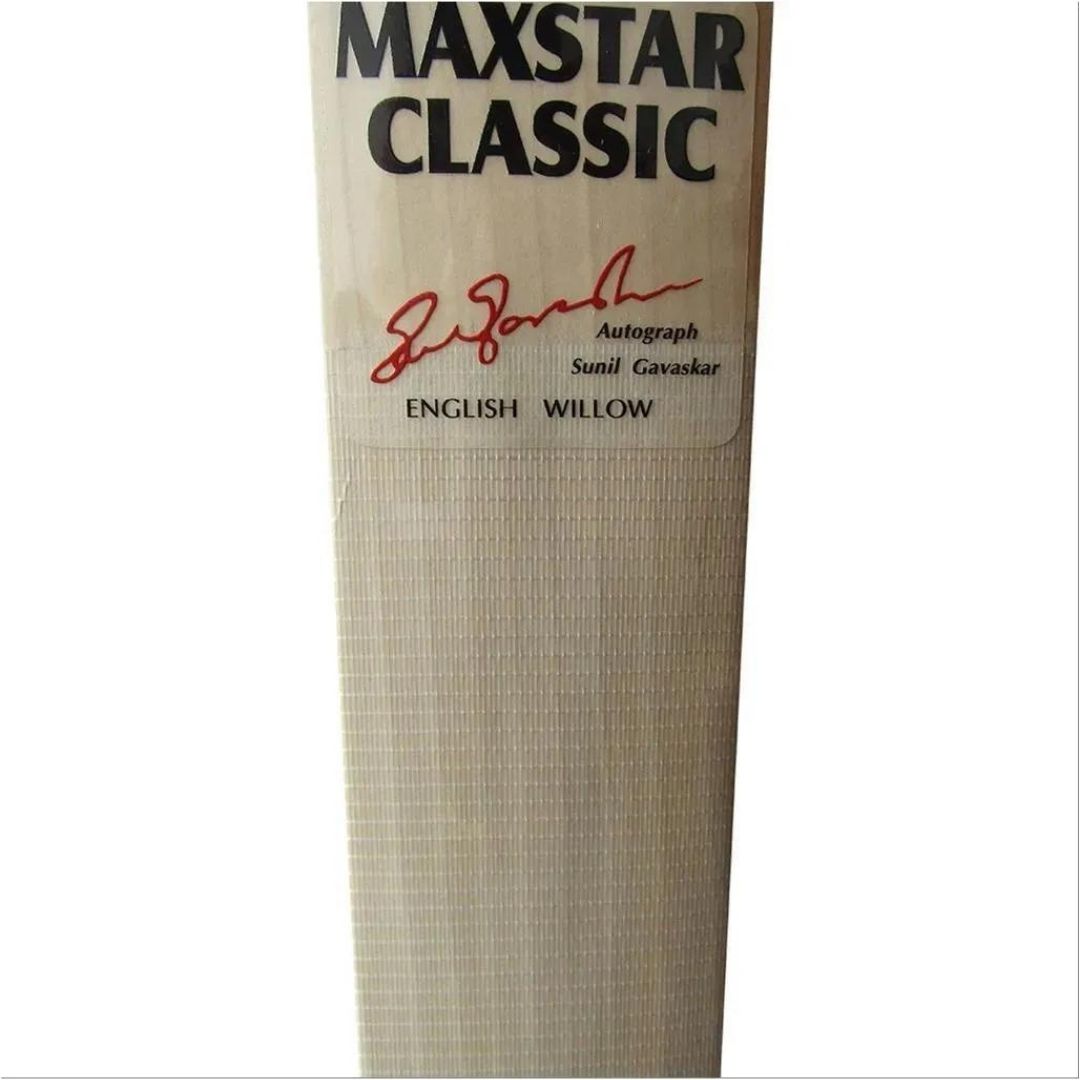 MAXSTAR
CLASSIC
Autograph
Sunil Gavaskar
ENGLISH WILLOW